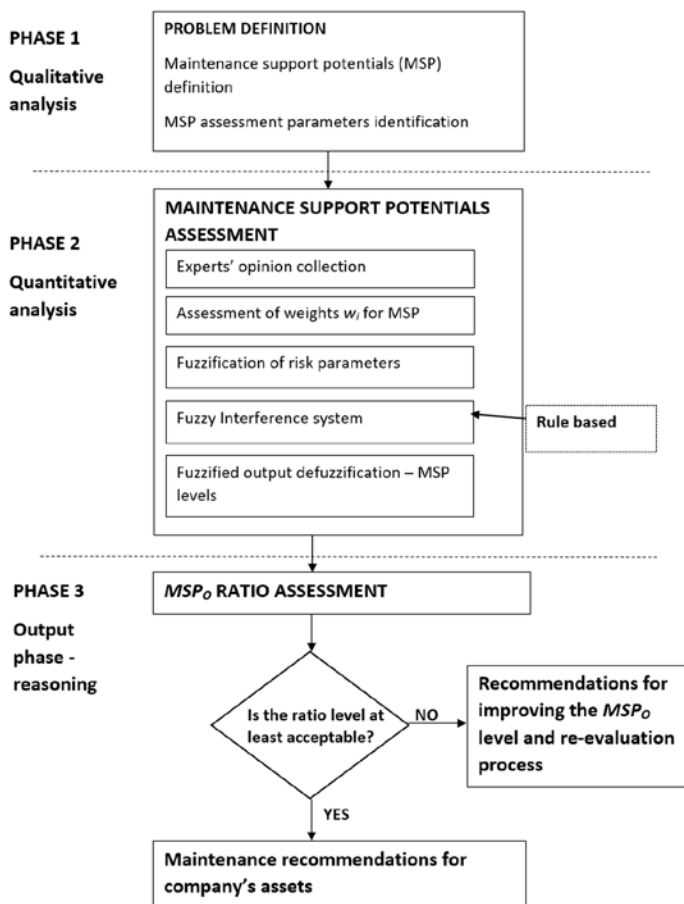 PHASE 1
Qualitative
analysis
PROBLEM DEFINITION
Maintenance support potentials (MSP)
definition
MSP assessment parameters identification
PHASE 2
Quantitative
analysis
MAINTENANCE SUPPORT POTENTIALS
ASSESSMENT
Experts' opinion collection
Assessment of weights wi for MSP
Fuzzification of risk parameters
Fuzzy Interference system
Rule based
Fuzzified output defuzzification – MSP
levels
PHASE 3
Output
phase -
reasoning
MSPO RATIO ASSESSMENT
Is the ratio level at
least acceptable?
NO
Recommendations for
improving the MSPO
level and re-evaluation
process
YES
Maintenance recommendations for
company's assets